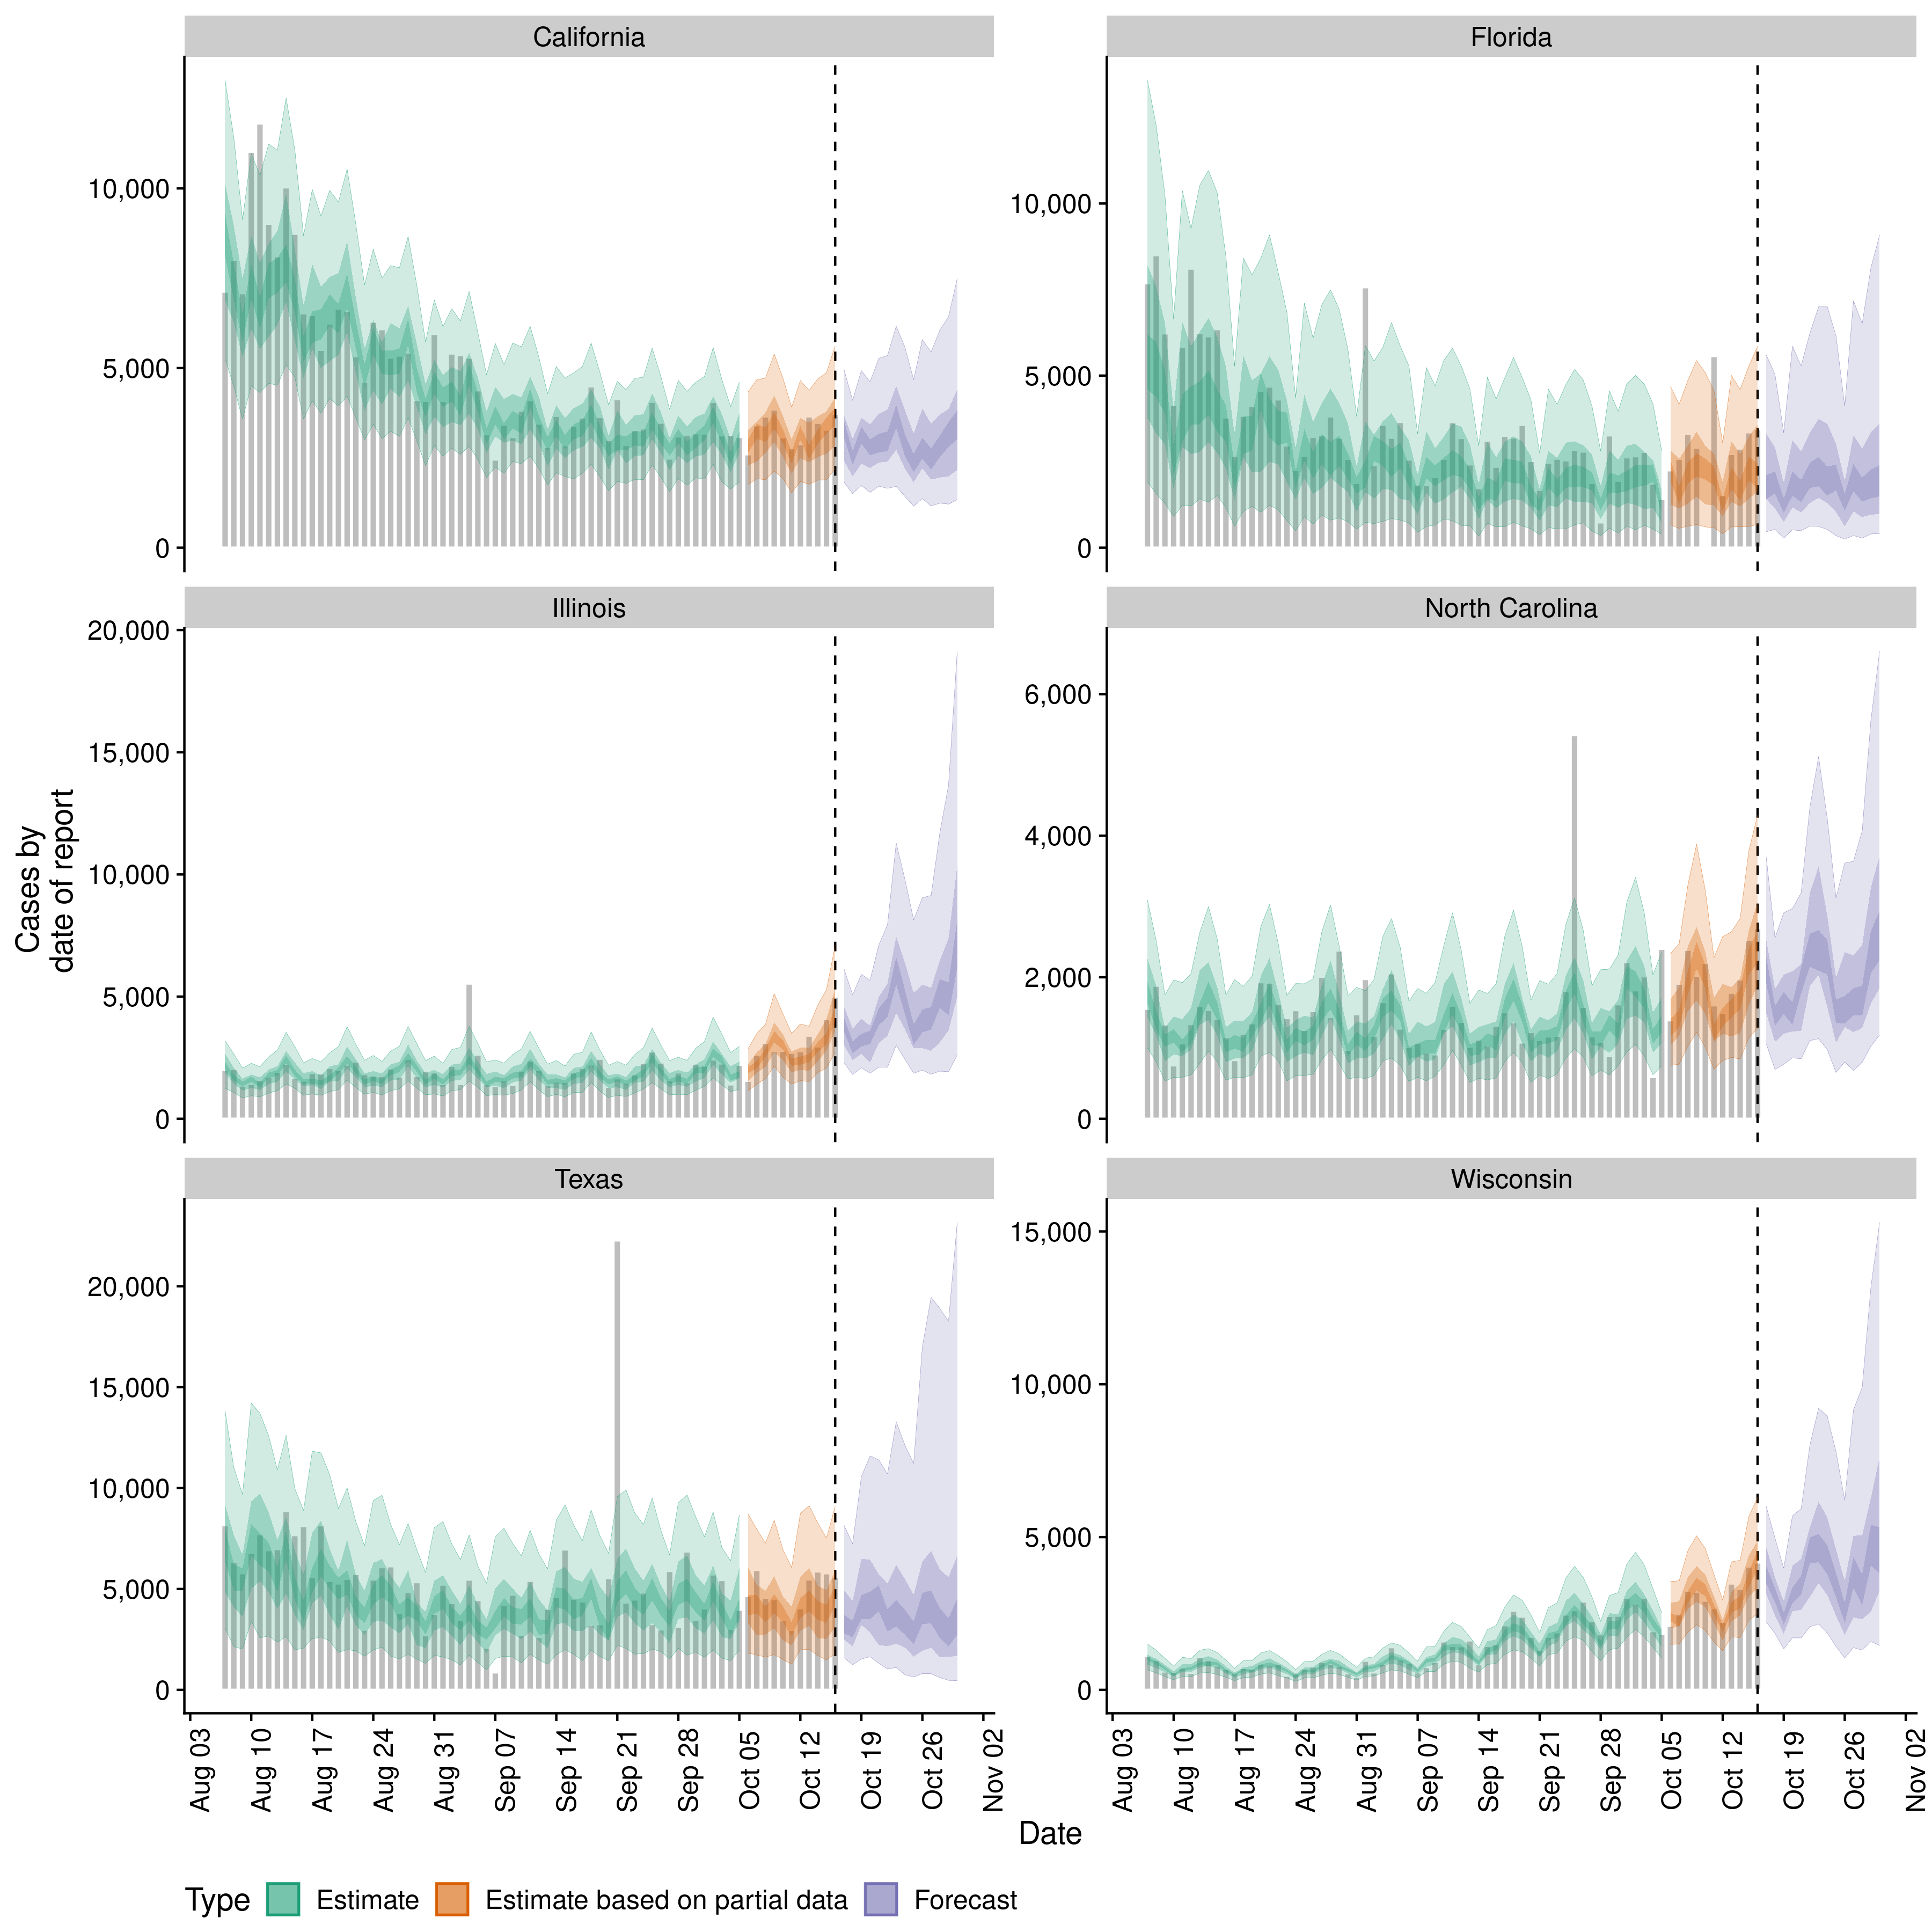 California
Florida
10,000
5,000
0
10,000
5,000
0
Illinois
North Carolina
20,000
15,000
10,000
5,000
0
6,000
4,000
2,000
0
Cases by
date of report
Texas
Wisconsin
20,000
15,000
10,000
5,000
0
15,000
10,000
5,000
0
Aug 03
Aug 10
Aug 17
Aug 24
Aug 31
Sep 07
Sep 14
Sep 21
Sep 28
Oct 05
Oct 12
Oct 19
Oct 26
Nov 02
Aug 03
Aug 10
Aug 17
Aug 24
Aug 31
Sep 07
Sep 14
Sep 21
Sep 28
Oct 05
Oct 12
Oct 19
Oct 26
Nov 02
Date
Type Estimate Estimate based on partial data Forecast